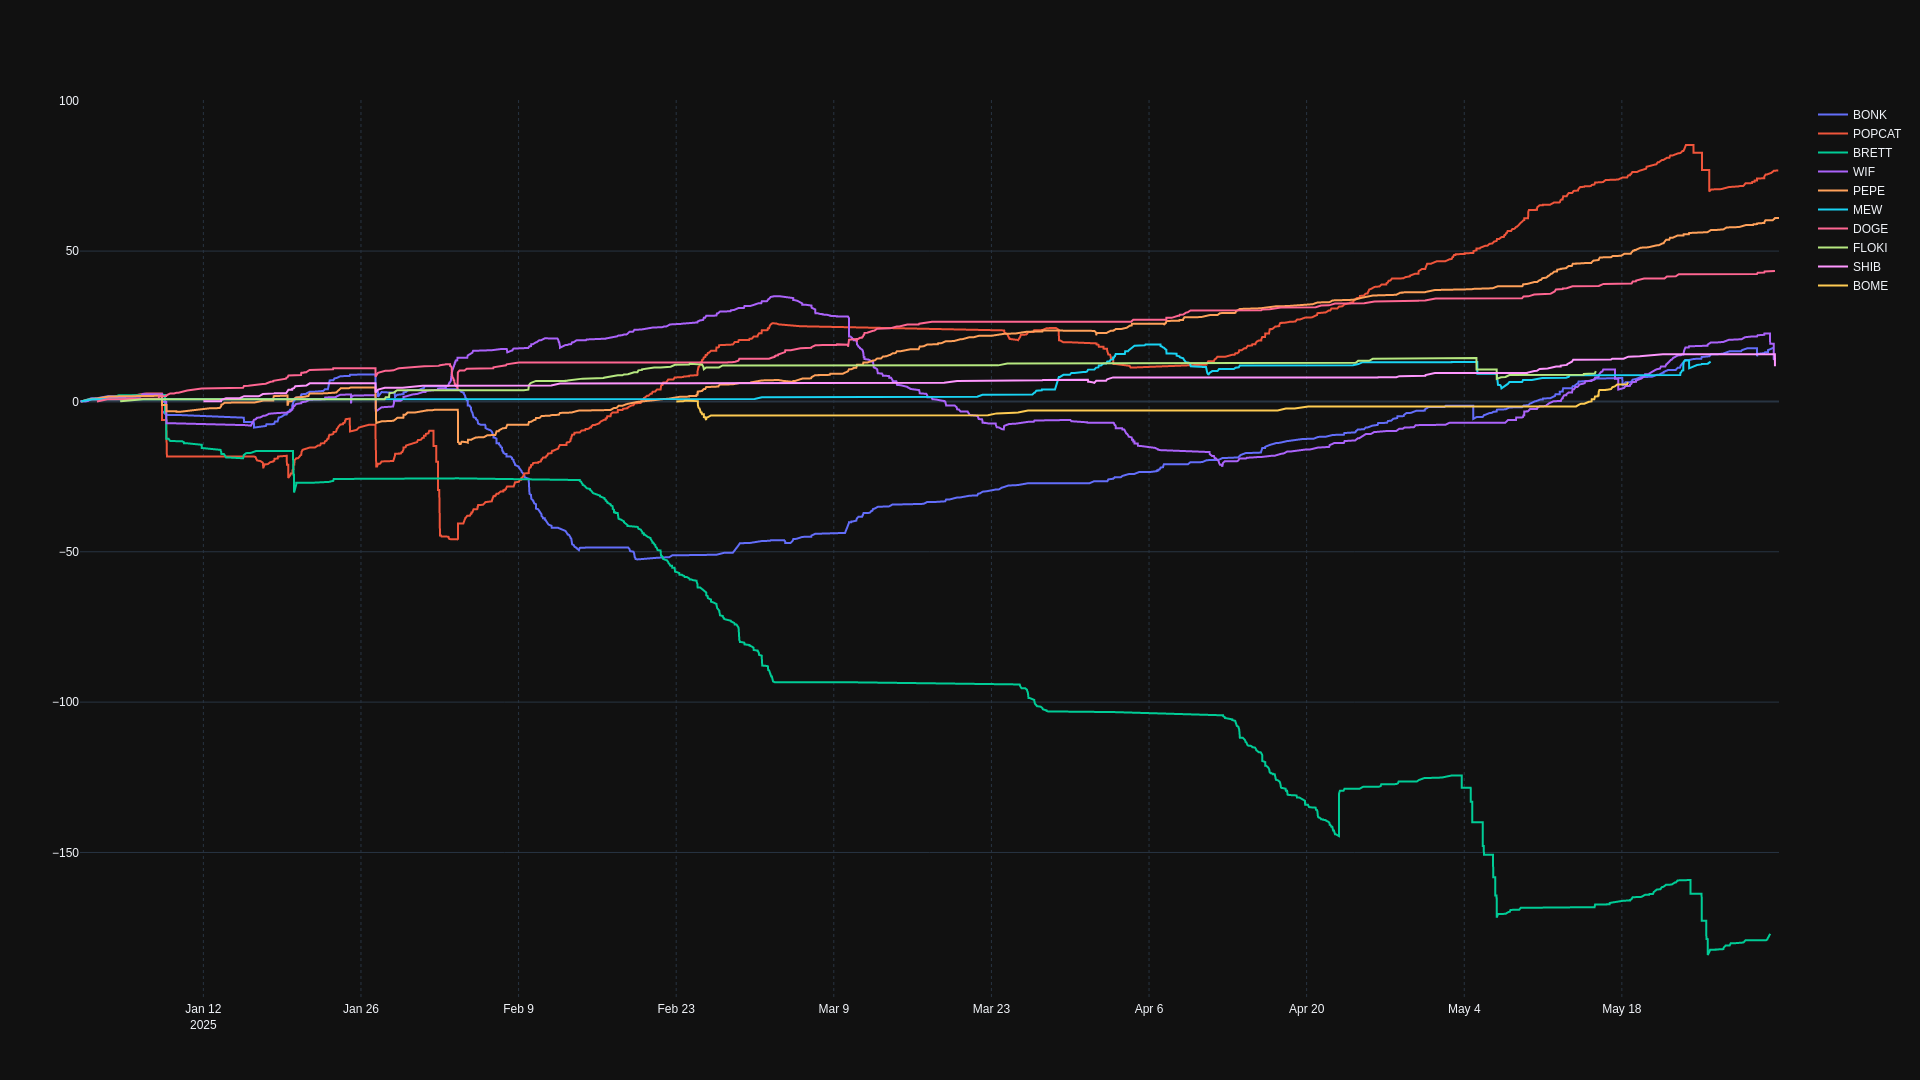 100
50
0
−50
−100
−150
Jan 12
2025
Jan 26
Feb 9
Feb 23
Mar 9
Mar 23
Apr 6
Apr 20
May 4
May 18
BONK
POPCAT
BRETT
WIF
PEPE
MEW
DOGE
FLOKI
SHIB
BOME